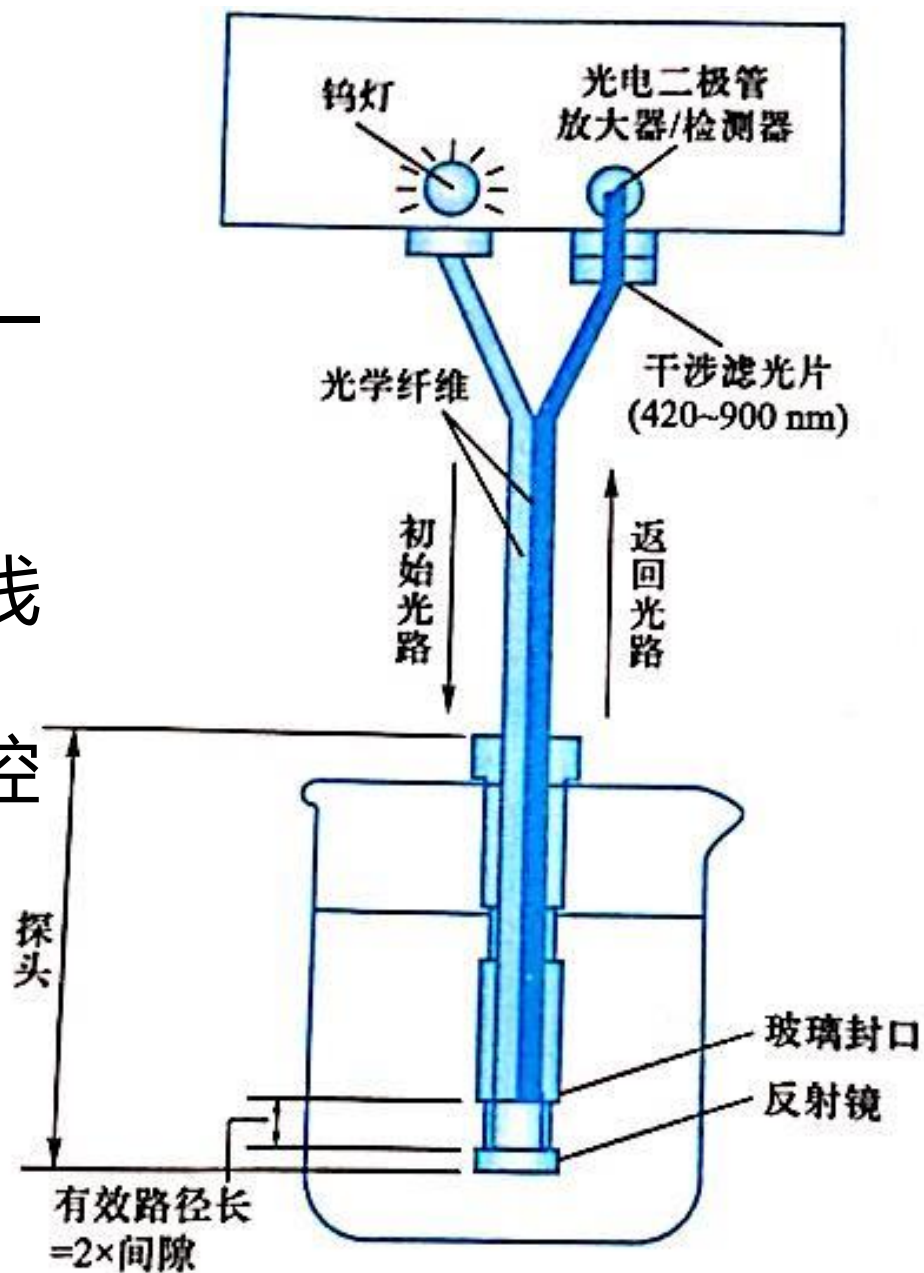 钨灯
光电二极管
放大器/检测器
干涉滤光片
(420~900 nm)
光学纤维
初始光路
返回光路
线
控
探头
玻璃封口
反射镜
有效路径长
=2×间隙